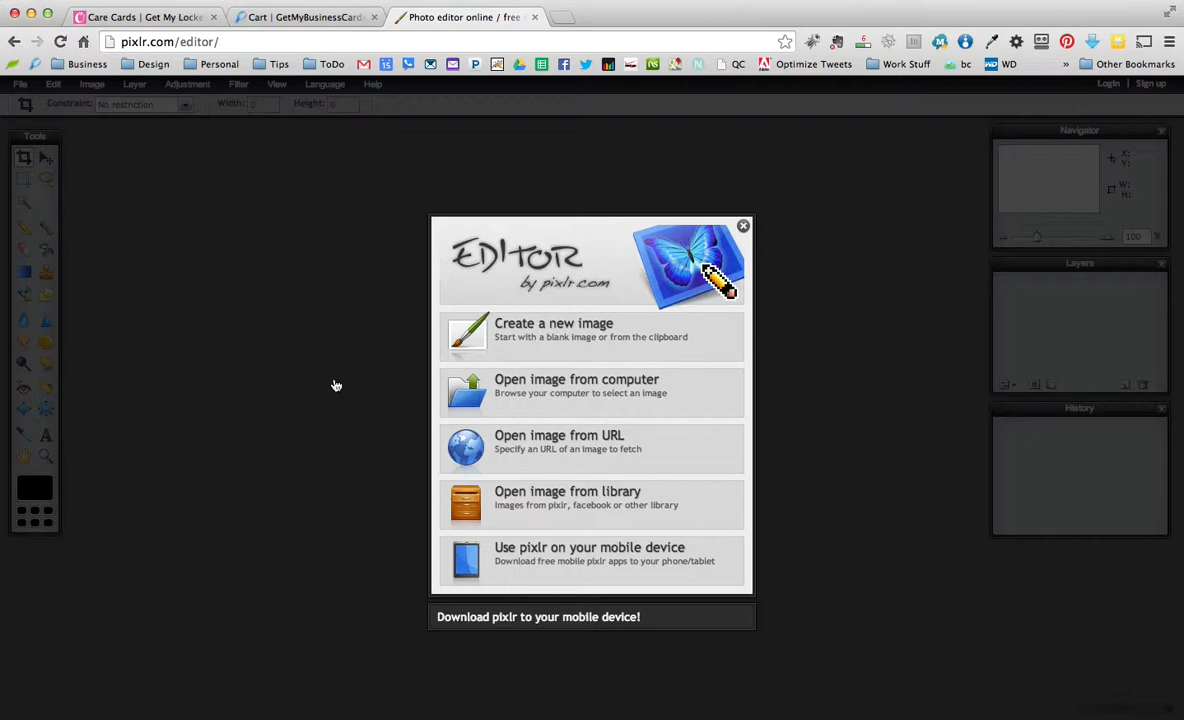 Care Cards | Get My Locke
Cart | GetMyBusinessCard
Photo editor online / free
pixlr.com/editor/
Business
Design
Personal
Tips
ToDo
QC
Optimize Tweets
Work Stuff
bc
WD
»
Other Bookmarks
File
Edit
Image
Layer
Adjustment
Filter
View
Language
Help
Login
Sign up
Constraint:
No restriction
Width:
0
Height:
0
Tools
Navigator
X:
Y:
W:
H:
100
%
Layers
History
EDITOR
by pixlr.com
Create a new image
Start with a blank image or from the clipboard
Open image from computer
Browse your computer to select an image
Open image from URL
Specify an URL of an image to fetch
Open image from library
Images from pixlr, facebook or other library
Use pixlr on your mobile device
Download free mobile pixlr apps to your phone/tablet
Download pixlr to your mobile device!